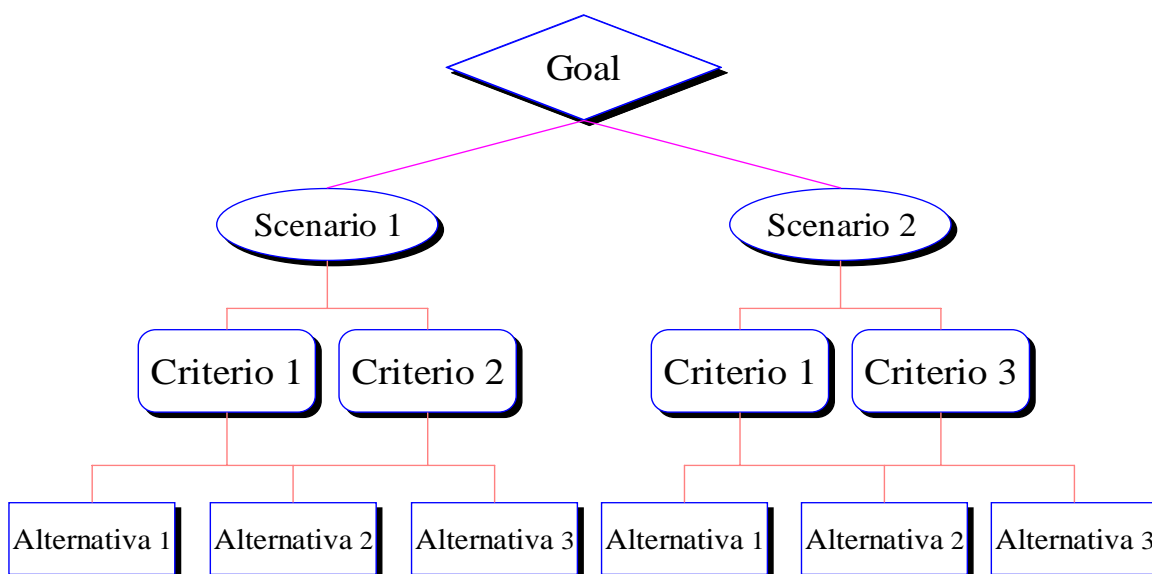 Goal
Scenario 1
Scenario 2
Criterio 1
Criterio 2
Criterio 1
Criterio 3
Alternativa 1
Alternativa 2
Alternativa 3
Alternativa 1
Alternativa 2
Alternativa 3